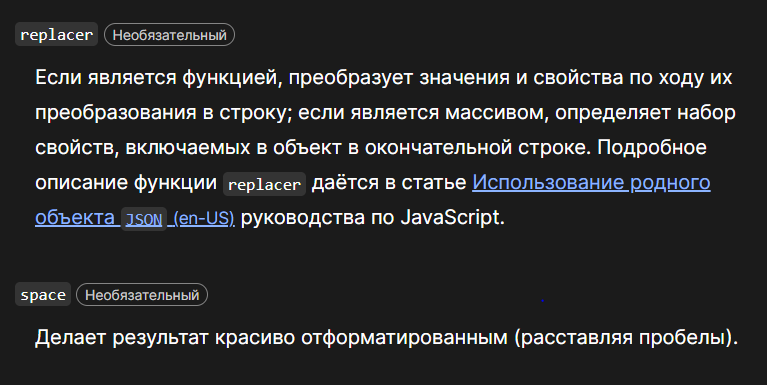 replacer Необязательный
Если является функцией, преобразует значения и свойства по ходу их
преобразования в строку; если является массивом, определяет набор
свойств, включаемых в объект в окончательной строке. Подробное
описание функции replacer даётся в статье Использование родного
объекта JSON (en-US) руководства по JavaScript.
space Необязательный
Делает результат красиво отформатированным (расставляя пробелы).